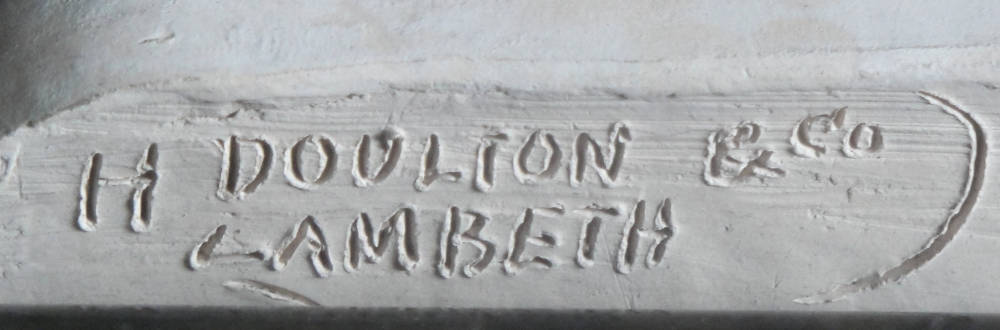 H DOULTON & Co
LAMBETH